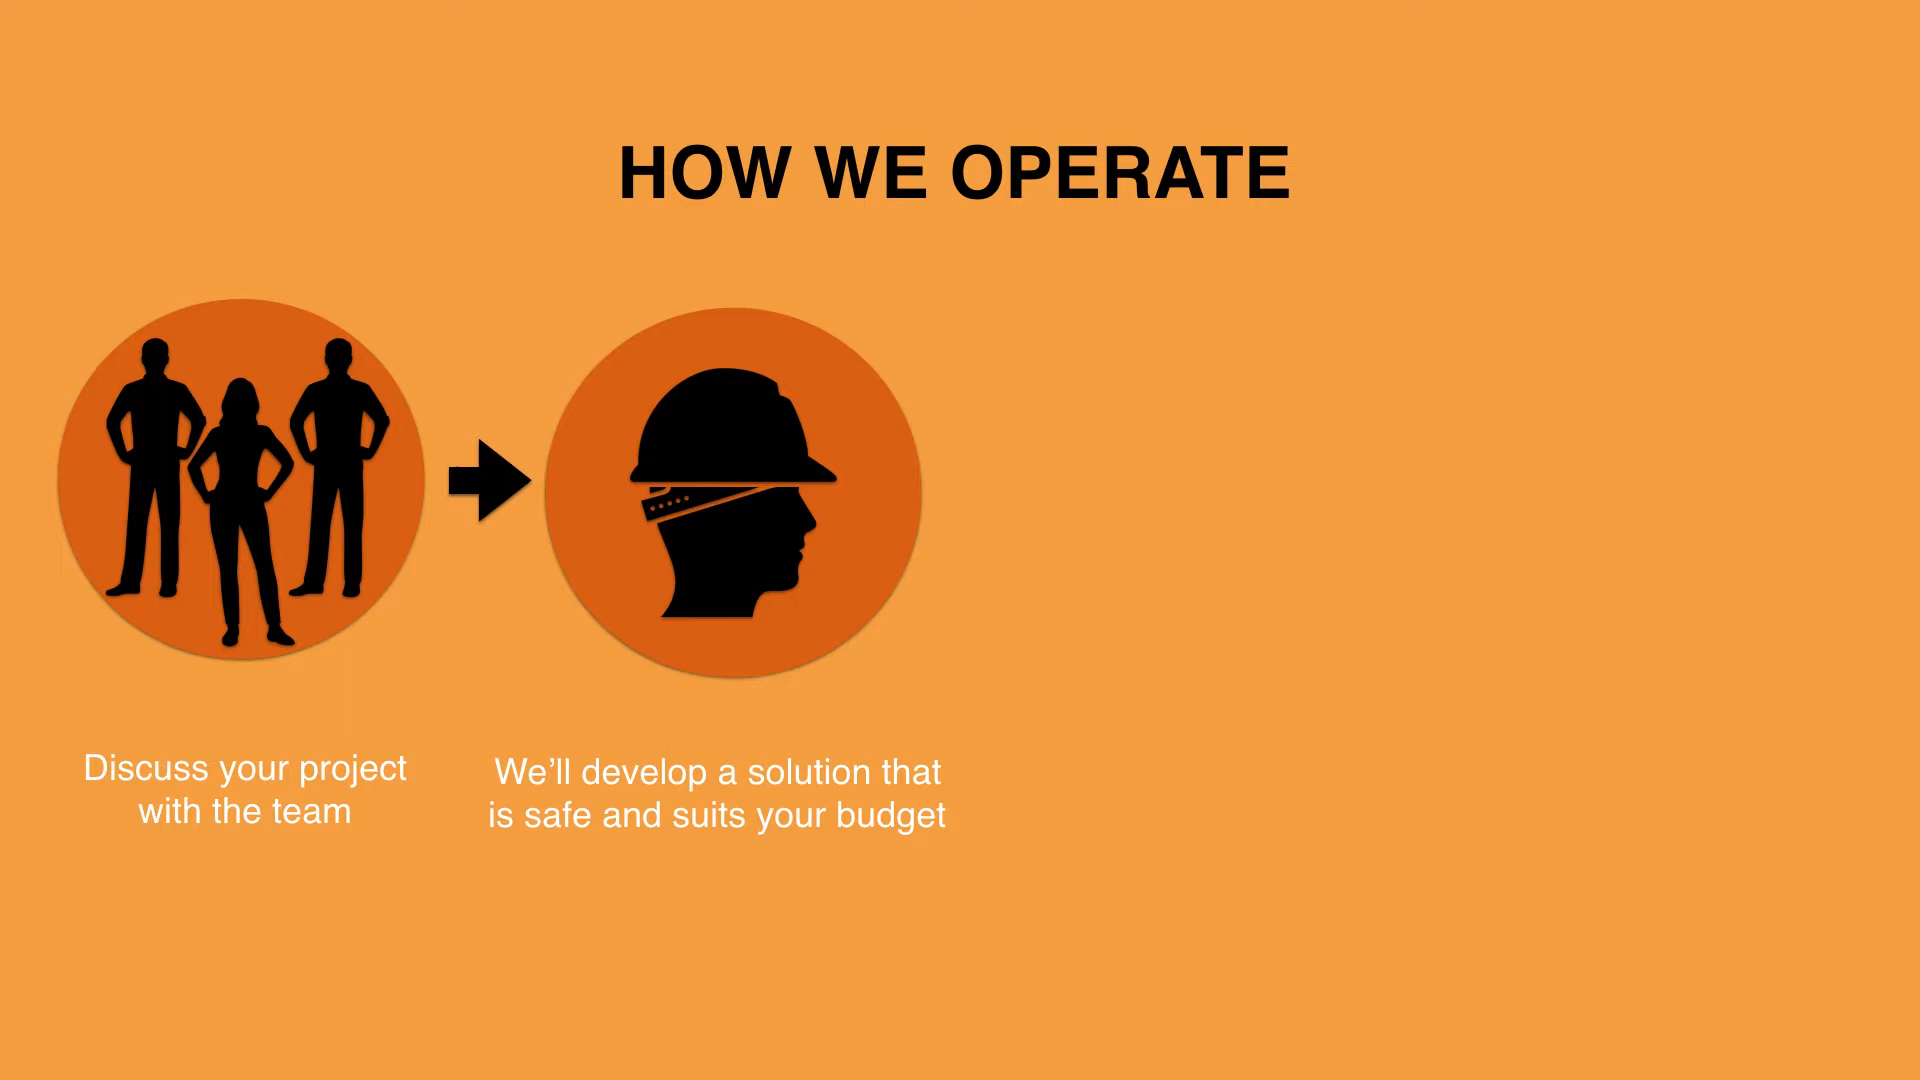 HOW WE OPERATE
Discuss your project
with the team
We’ll develop a solution that
is safe and suits your budget